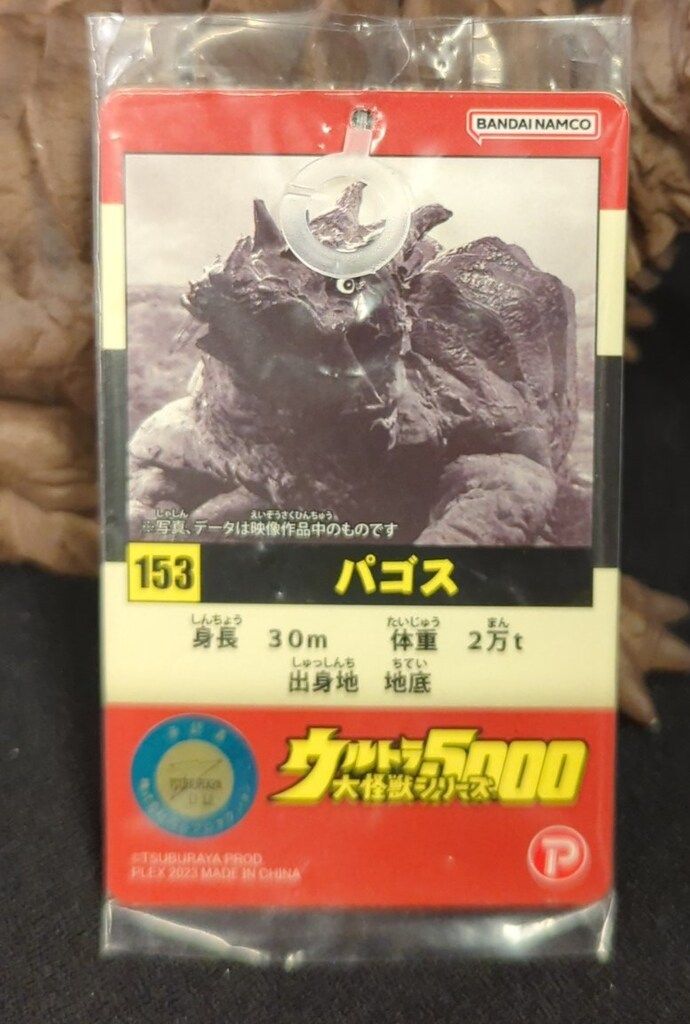 BANDAI NAMCO
しゃしん えいぞうさくひんちゅう
※写真、データは映像作品中のものです
153 パゴス
しんちょう たいじゅう まん
身長 30m 体重 2万t
しゅっしんち ちてい
出身地 地底
ウルトラ5000
大怪獣シリーズ
TSUBURAYA
©TSUBURAYA PROD.
PLEX 2023 MADE IN CHINA
P